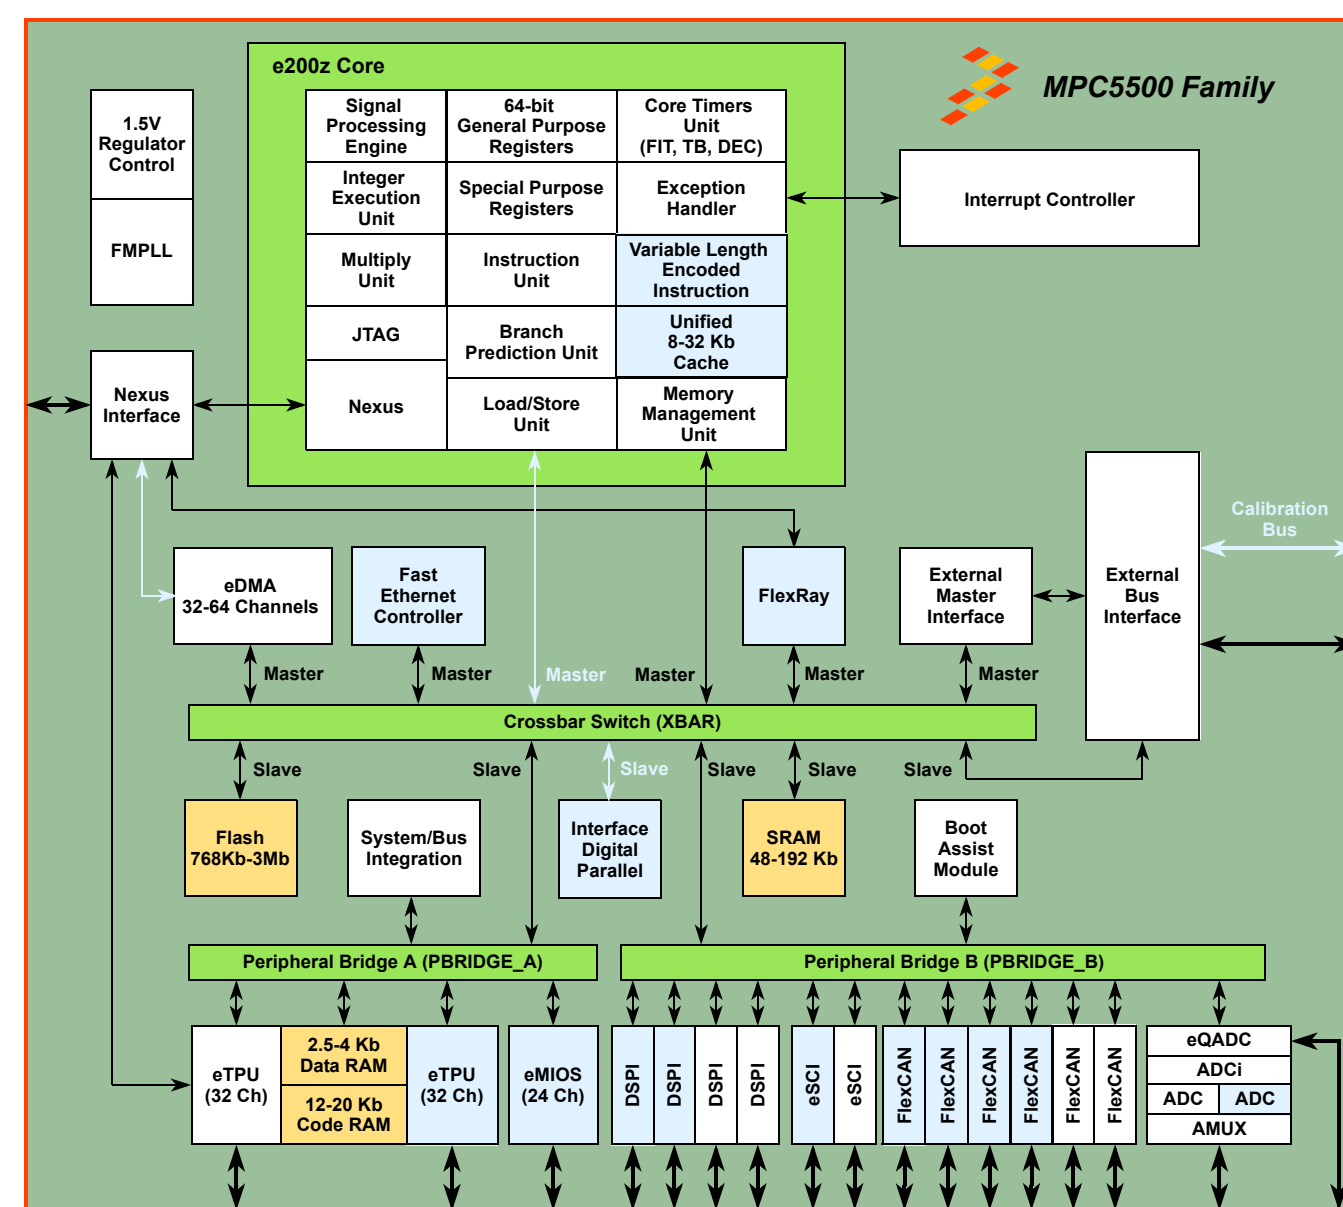 e200z Core
MPC5500 Family
1.5V
Regulator
Control
FMPLL
Signal
Processing
Engine
64-bit
General Purpose
Registers
Core Timers
Unit
(FIT, TB, DEC)
Integer
Execution
Unit
Special Purpose
Registers
Exception
Handler
Interrupt Controller
Multiply
Unit
Instruction
Unit
Variable Length
Encoded
Instruction
JTAG
Branch
Prediction Unit
Unified
8-32 Kb
Cache
Nexus
Interface
Nexus
Load/Store
Unit
Memory
Management
Unit
Calibration
Bus
eDMA
32-64 Channels
Fast
Ethernet
Controller
FlexRay
External
Master
Interface
External
Bus
Interface
Master
Master
Master
Master
Master
Master
Crossbar Switch (XBAR)
Slave
Slave
Slave
Slave
Slave
Slave
Flash
768Kb-3Mb
System/Bus
Integration
Interface
Digital
Parallel
SRAM
48-192 Kb
Boot
Assist
Module
Peripheral Bridge A (PBRIDGE_A)
Peripheral Bridge B (PBRIDGE_B)
eTPU
(32 Ch)
2.5-4 Kb
Data RAM
12-20 Kb
Code RAM
eTPU
(32 Ch)
eMIOS
(24 Ch)
DSPI
DSPI
DSPI
DSPI
eSCI
eSCI
FlexCAN
FlexCAN
FlexCAN
FlexCAN
FlexCAN
FlexCAN
eQADC
ADCi
ADC
ADC
AMUX